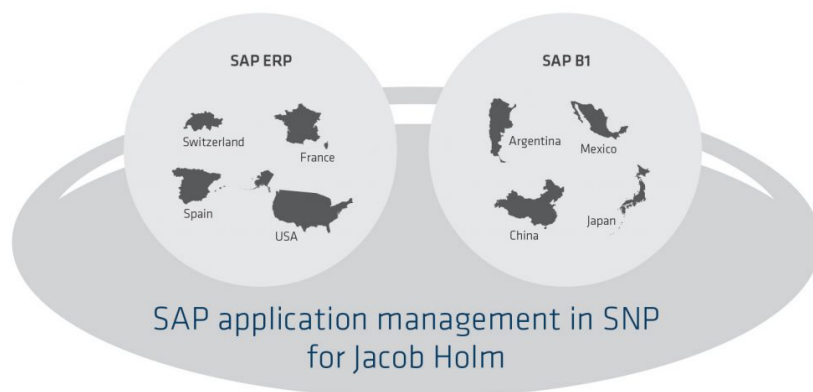 SAP ERP
Switzerland
France
Spain
USA
SAP B1
Argentina
Mexico
China
Japan
SAP application management in SNP
for Jacob Holm